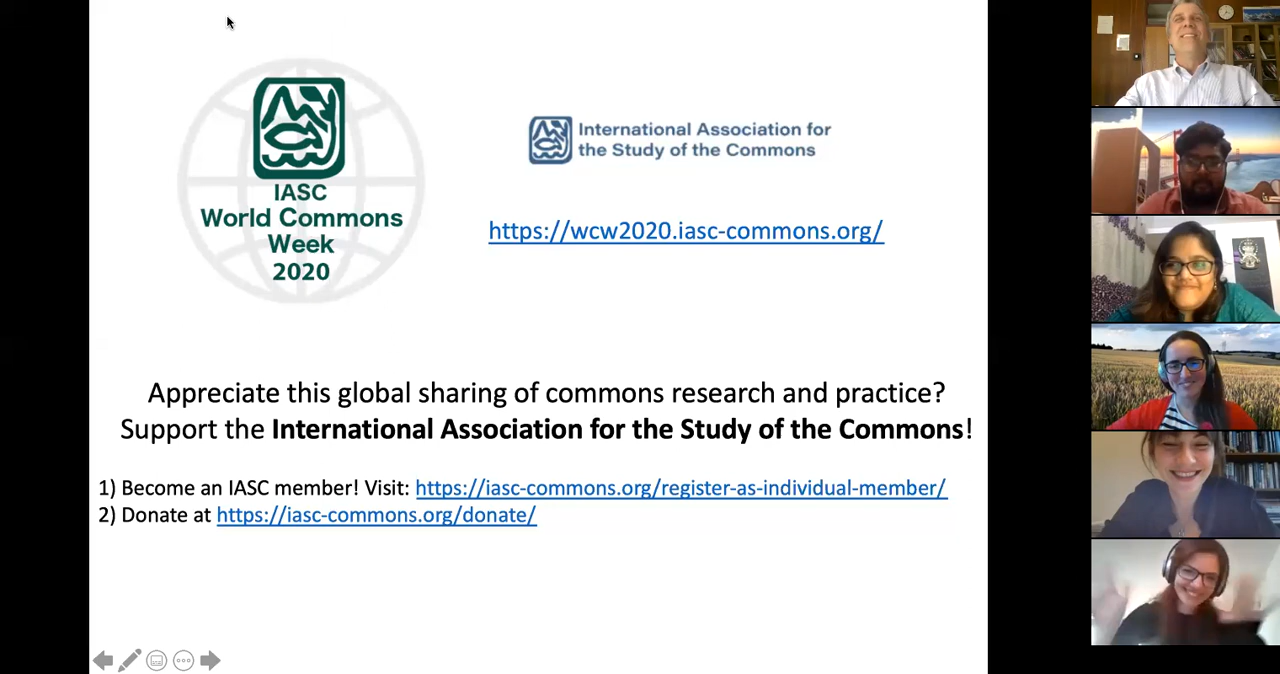 IASC
World Commons
Week
2020
International Association for
the Study of the Commons
https://wcw2020.iasc-commons.org/
Appreciate this global sharing of commons research and practice?
Support the International Association for the Study of the Commons!
1) Become an IASC member! Visit: https://iasc-commons.org/register-as-individual-member/
2) Donate at https://iasc-commons.org/donate/